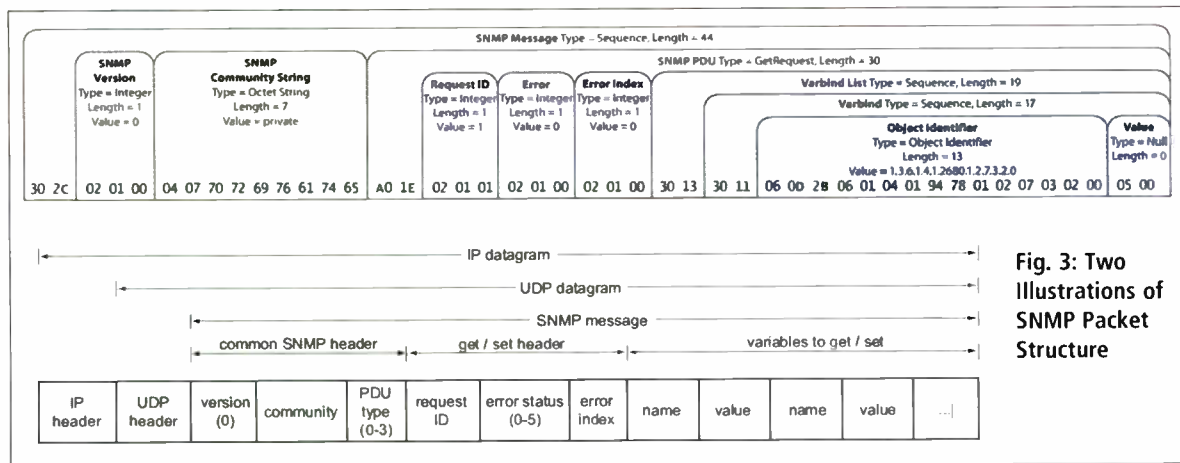 SNMP Message Type = Sequence, Length = 44
SNMP PDU Type = GetRequest, Length = 30
Varbind List Type = Sequence, Length = 19
Varbind Type = Sequence, Length = 17
SNMP
Version
Type = Integer
Length = 1
Value = 0
SNMP
Community String
Type = Octet String
Length = 7
Value = private
Request ID
Type = Integer
Length = 1
Value = 1
Error
Type = Integer
Length = 1
Value = 0
Error Index
Type = Integer
Length = 1
Value = 0
Object Identifier
Type = Object Identifier
Length = 13
Value = 1.3.6.1.4.1.2680.1.2.7.3.2.0
Value
Type = Null
Length = 0
30 2C 02 01 00 04 07 70 72 69 76 61 74 65 A0 1E 02 01 01 02 01 00 02 01 00 30 13 30 11 06 0D 2B 06 01 04 01 94 78 01 02 07 03 02 00 05 00
IP datagram
UDP datagram
SNMP message
common SNMP header get / set header variables to get / set
IP header
UDP header
version (0)
community
PDU type (0-3)
request ID
error status (0-5)
error index
name
value
name
value
...
Fig. 3: Two
Illustrations of
SNMP Packet
Structure